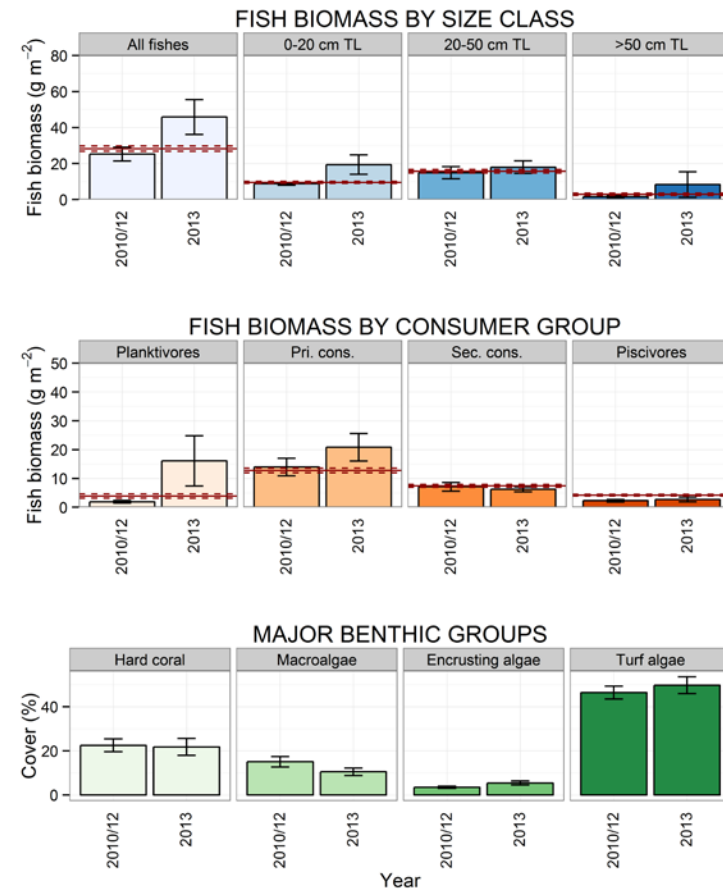 FISH BIOMASS BY SIZE CLASS
All fishes 0-20 cm TL 20-50 cm TL >50 cm TL
Fish biomass (g m⁻²)
80
60
40
20
0
2010/12 2013 2010/12 2013 2010/12 2013 2010/12 2013
FISH BIOMASS BY CONSUMER GROUP
Planktivores Pri. cons. Sec. cons. Piscivores
Fish biomass (g m⁻²)
50
40
30
20
10
0
2010/12 2013 2010/12 2013 2010/12 2013 2010/12 2013
MAJOR BENTHIC GROUPS
Hard coral Macroalgae Encrusting algae Turf algae
Cover (%)
40
20
0
2010/12 2013 2010/12 2013 2010/12 2013 2010/12 2013
Year